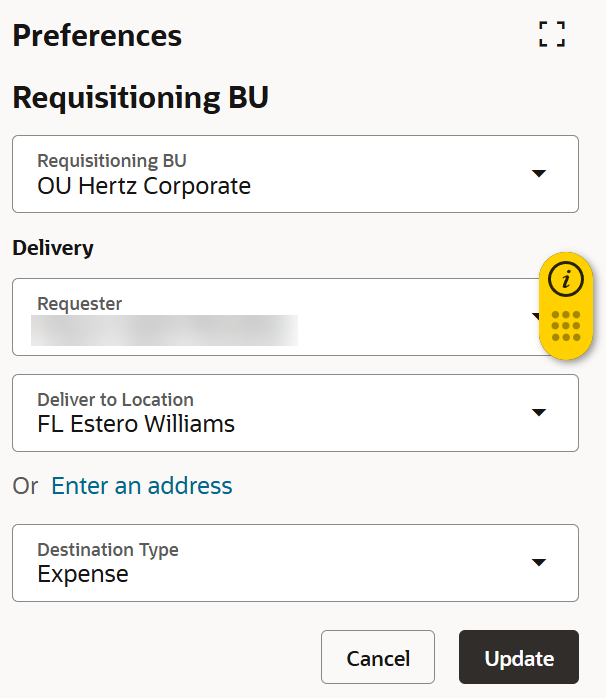 Preferences
Requisitioning BU
Requisitioning BU
OU Hertz Corporate
Delivery
Requester
Deliver to Location
FL Estero Williams
Or Enter an address
Destination Type
Expense
Cancel
Update